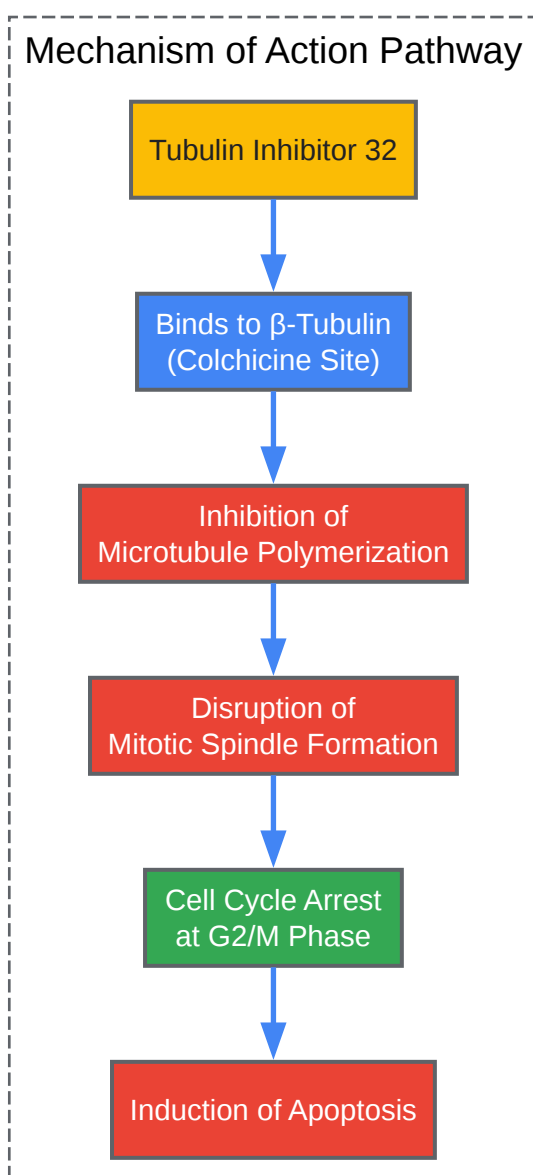 Mechanism of Action Pathway
Tubulin Inhibitor 32
Binds to β-Tubulin
(Colchicine Site)
Inhibition of
Microtubule Polymerization
Disruption of
Mitotic Spindle Formation
Cell Cycle Arrest
at G2/M Phase
Induction of Apoptosis